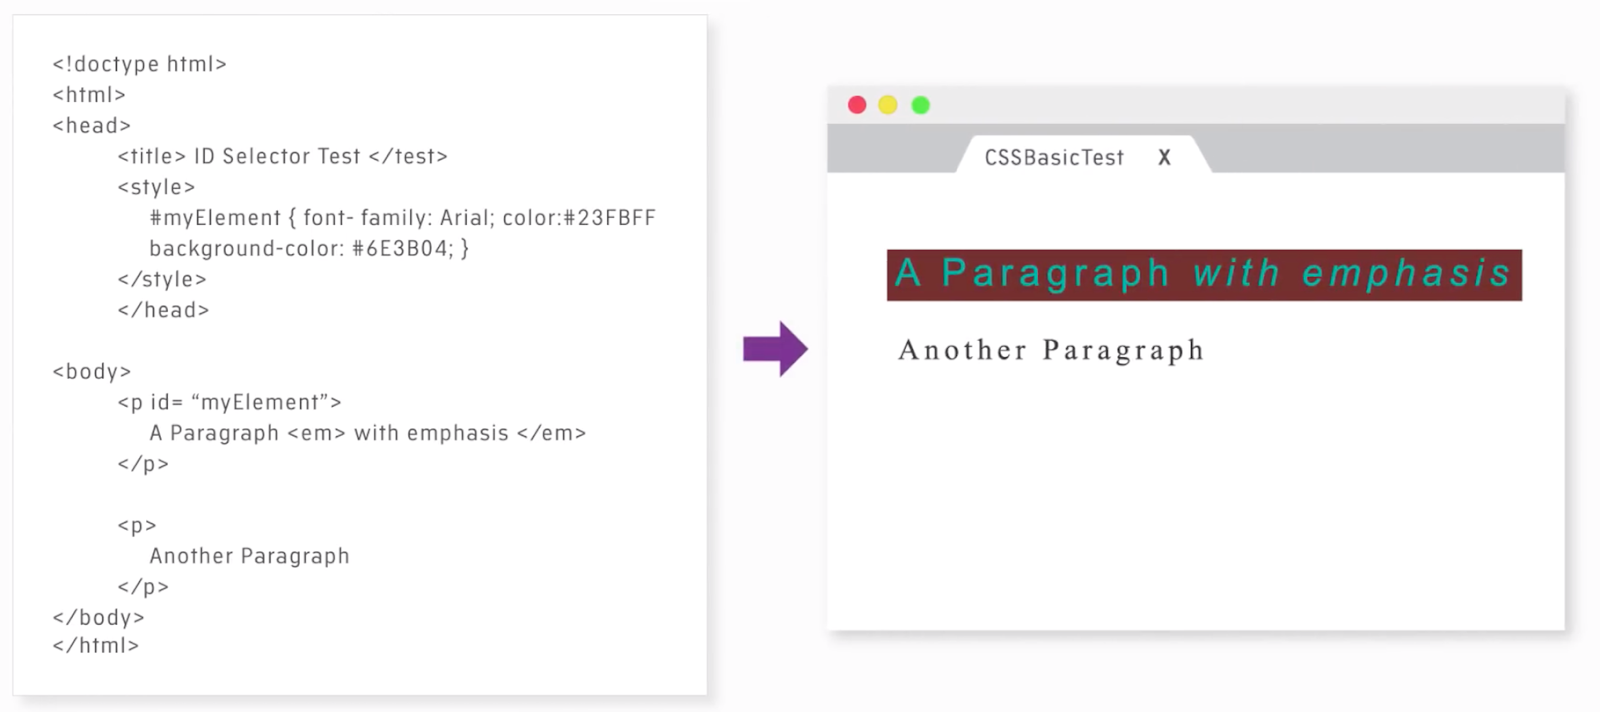 <!doctype html>
<html>
<head>
<title> ID Selector Test </test>
<style>
#myElement { font- family: Arial; color:#23FBFF
background-color: #6E3B04; }
</style>
</head>
<body>
<p id= “myElement”>
A Paragraph <em> with emphasis </em>
</p>
<p>
Another Paragraph
</p>
</body>
</html>
CSSBasicTest X
A Paragraph with emphasis
Another Paragraph